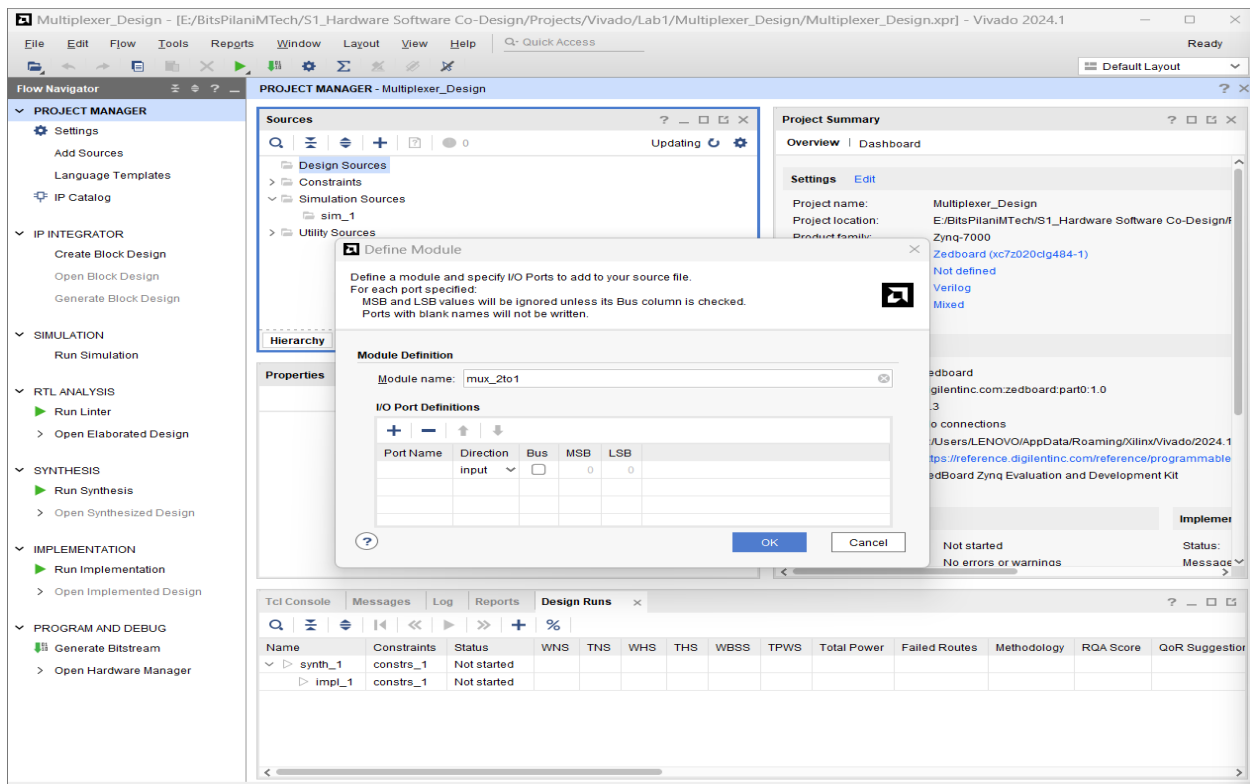 Multiplexer_Design - [E:/BitsPilaniMTech/S1_Hardware Software Co-Design/Projects/Vivado/Lab1/Multiplexer_Design/Multiplexer_Design.xpr] - Vivado 2024.1
File Edit Flow Tools Reports Window Layout View Help Quick Access Ready
Default Layout
Flow Navigator
PROJECT MANAGER
Settings
Add Sources
Language Templates
IP Catalog
IP INTEGRATOR
Create Block Design
Open Block Design
Generate Block Design
SIMULATION
Run Simulation
RTL ANALYSIS
Run Linter
Open Elaborated Design
SYNTHESIS
Run Synthesis
Open Synthesized Design
IMPLEMENTATION
Run Implementation
Open Implemented Design
PROGRAM AND DEBUG
Generate Bitstream
Open Hardware Manager
PROJECT MANAGER - Multiplexer_Design
Sources
0 Updating
Design Sources
Constraints
Simulation Sources
sim_1
Utility Sources
Hierarchy
Properties
Project Summary
Overview | Dashboard
Settings Edit
Project name: Multiplexer_Design
Project location: E:/BitsPilaniMTech/S1_Hardware Software Co-Design/
Product family: Zynq-7000
Zedboard (xc7z020clg484-1)
Not defined
Verilog
Mixed
edboard
gilentinc.com:zedboard:part0:1.0
.3
o connections
:/Users/LENOVO/AppData/Roaming/Xilinx/Vivado/2024.1
tps://reference.digilentinc.com/reference/programmable
edBoard Zynq Evaluation and Development Kit
Implemen
Not started Status:
No errors or warnings Message
Define Module
Define a module and specify I/O Ports to add to your source file.
For each port specified:
MSB and LSB values will be ignored unless its Bus column is checked.
Ports with blank names will not be written.
Module Definition
Module name: mux_2to1
I/O Port Definitions
Port Name Direction Bus MSB LSB
input 0 0
? OK Cancel
Tcl Console Messages Log Reports Design Runs
Name Constraints Status WNS TNS WHS THS WBSS TPWS Total Power Failed Routes Methodology RQA Score QoR Suggestion
synth_1 constrs_1 Not started
impl_1 constrs_1 Not started